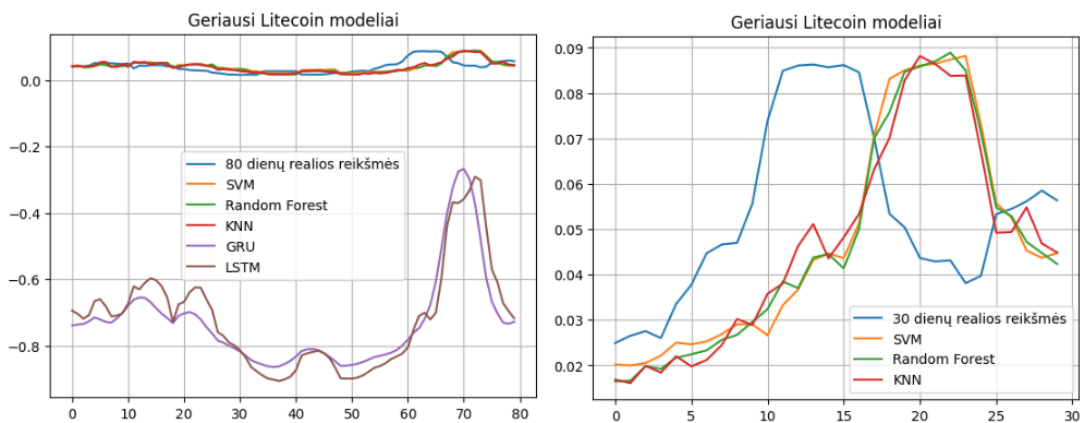 Geriausi Litecoin modeliai
0.0
−0.2
−0.4
−0.6
−0.8
80 dienų realios reikšmės
SVM
Random Forest
KNN
GRU
LSTM
0 10 20 30 40 50 60 70 80
Geriausi Litecoin modeliai
0.09
0.08
0.07
0.06
0.05
0.04
0.03
0.02
30 dienų realios reikšmės
SVM
Random Forest
KNN
0 5 10 15 20 25 30